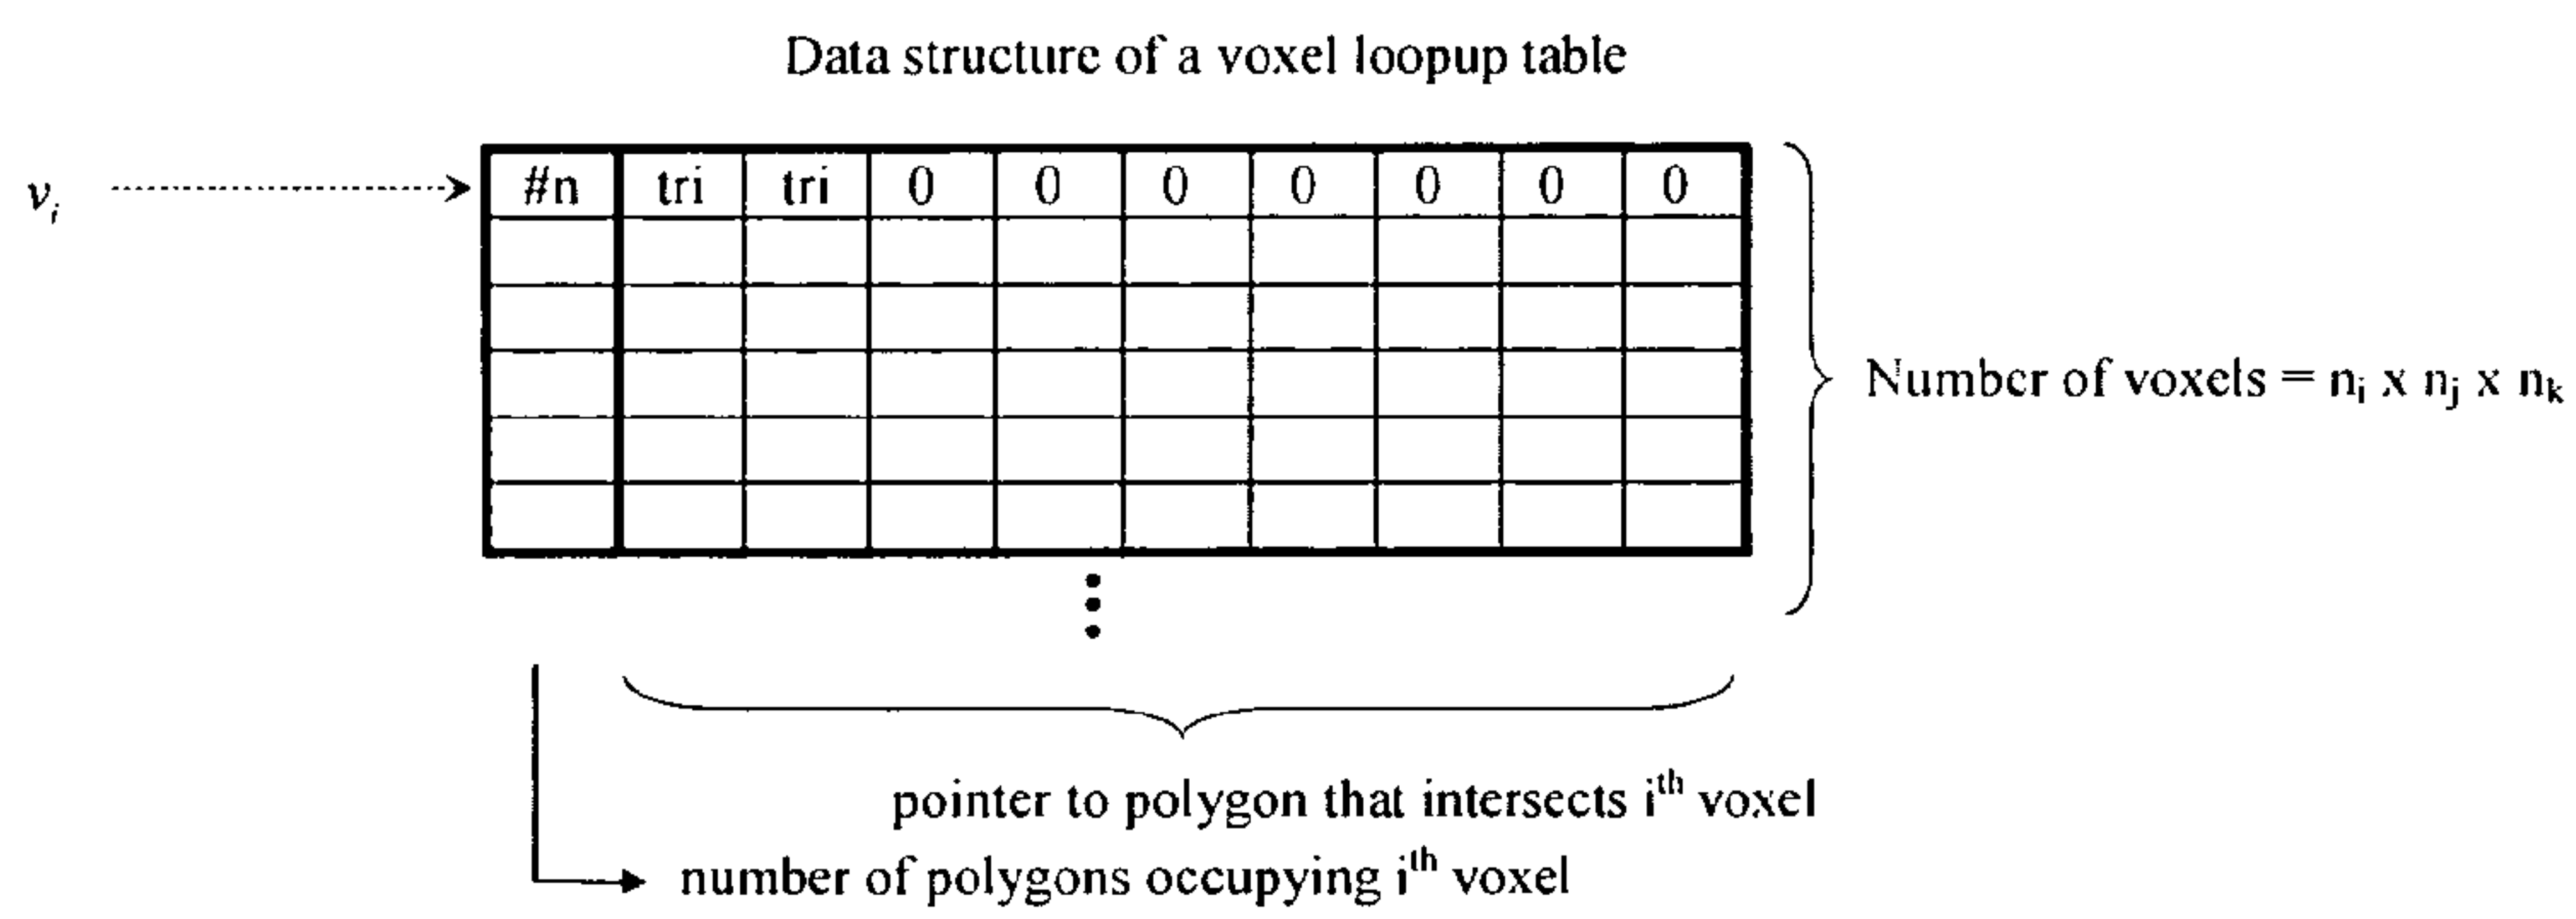 Data structure of a voxel loopup table
v_i
#n tri tri 0 0 0 0 0 0 0
Number of voxels = n_i x n_j x n_k
pointer to polygon that intersects i^th voxel
number of polygons occupying i^th voxel